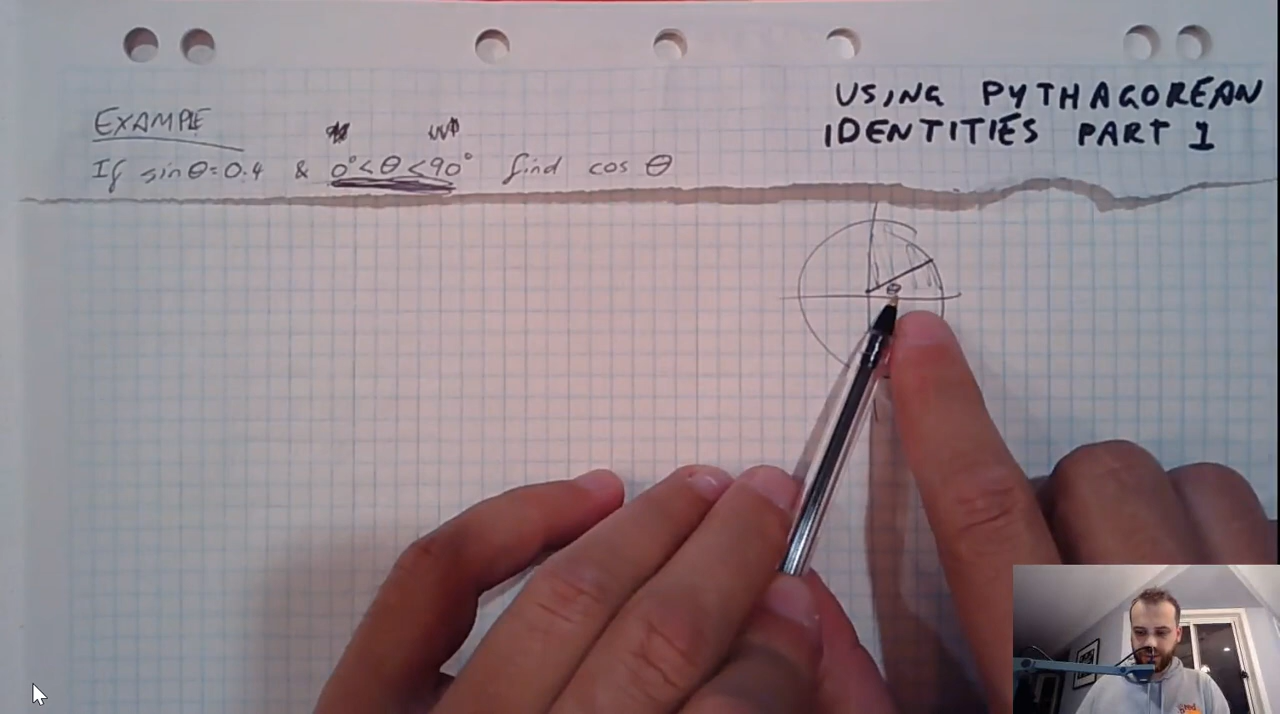 USING PYTHAGOREAN
IDENTITIES PART 1
EXAMPLE
If sinθ=0.4 & 0°<θ<90° find cos θ
θ